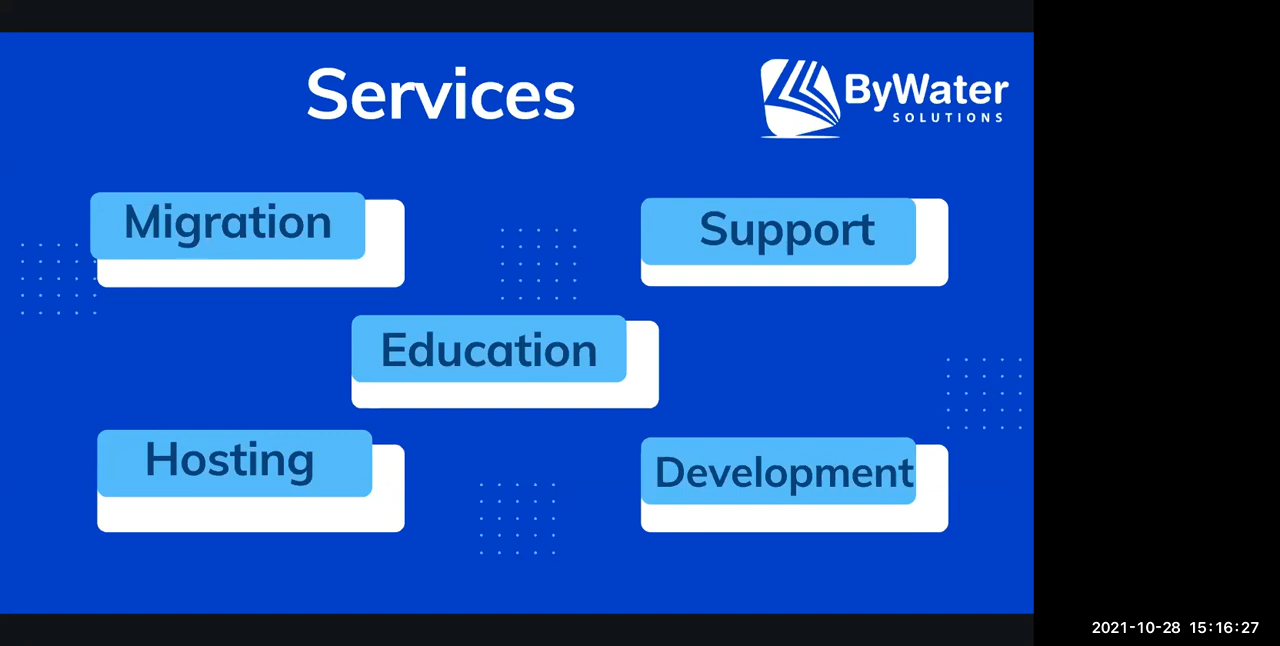 Services
ByWater
SOLUTIONS
Migration
Support
Education
Hosting
Development
2021-10-28 15:16:27